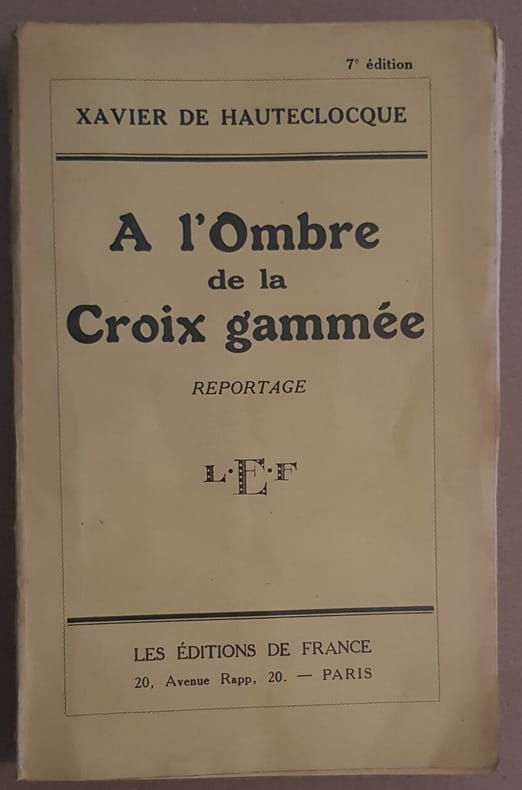 7e édition
XAVIER DE HAUTECLOCQUE
A l'Ombre
de la
Croix gammée
REPORTAGE
L·E·F
LES ÉDITIONS DE FRANCE
20, Avenue Rapp, 20. — PARIS